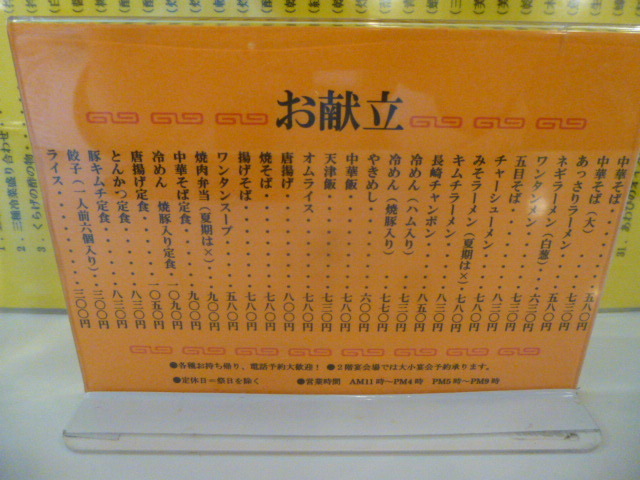 お献立
中華そば・・・・・・五八〇円
中華そば(大)・・・・七三〇円
あっさりラーメン・・・五八〇円
ネギラーメン(白葱)・・六三〇円
ワンタンメン・・・・・七三〇円
五目そば・・・・・・八三〇円
チャーシューメン・・・七八〇円
みそラーメン・・・・・七八〇円
キムチラーメン(夏期は×)八三〇円
長崎チャンポン・・・・八五〇円
冷めん(ハム入り)・・・七三〇円
冷めん(焼豚入り)・・・七七〇円
やきめし・・・・・・六〇〇円
中華飯・・・・・・・七八〇円
天津飯・・・・・・・七三〇円
オムライス・・・・・・七八〇円
唐揚げ・・・・・・・八〇〇円
焼そば・・・・・・・七八〇円
揚げそば・・・・・・七八〇円
ワンタンスープ・・・・五八〇円
焼肉弁当(夏期は×)・・九〇〇円
中華そば定食・・・・・九〇〇円
冷めん 焼豚入り定食・一〇九〇円
唐揚げ定食・・・・・一〇五〇円
とんかつ定食・・・・・八三〇円
豚キムチ定食・・・・・八三〇円
餃子(一人前六個入り)・三〇〇円
ライス・・・・・・・二〇〇円
●各種お持ち帰り、電話予約大歓迎! ●2階宴会場では大小宴会予約承ります。
●定休日=祭日を除く ●営業時間 AM11時〜PM4時 PM5時〜PM9時